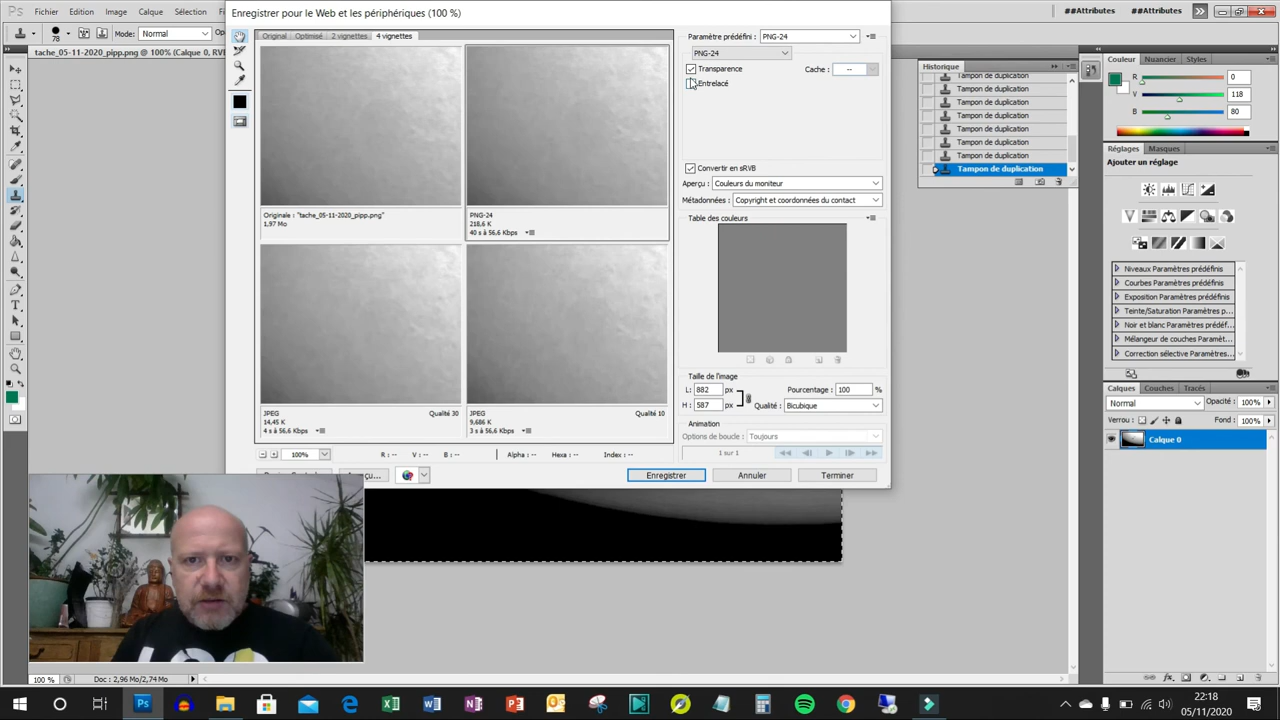 Enregistrer pour le Web et les périphériques (100 %)
Fichier Edition Image Calque Sélection
##Attributes ##Attributes
78 Mode: Normal
tache_05-11-2020_pipp.png @ 100% (Calque 0, RV
Original Optimisé 2 vignettes 4 vignettes
Originale : "tache_05-11-2020_pipp.png"
1,97 Mo
PNG-24
218,6 K
40 s à 56,6 Kbps
JPEG Qualité 30
14,45 K
4 s à 56,6 Kbps
JPEG Qualité 10
9,686 K
3 s à 56,6 Kbps
100% R : -- V : -- B : -- Alpha : -- Hexa : -- Index : --
Paramètre prédéfini : PNG-24
PNG-24
Transparence Cache : --
Entrelacé
Convertir en sRVB
Aperçu : Couleurs du moniteur
Métadonnées : Copyright et coordonnées du contact
Table des couleurs
Taille de l'image
L: 882 px Pourcentage: 100 %
H : 587 px Qualité : Bicubique
Animation
Options de boucle : Toujours
1 sur 1
Enregistrer Annuler Terminer
Historique
Tampon de duplication
Tampon de duplication
Tampon de duplication
Tampon de duplication
Tampon de duplication
Tampon de duplication
Tampon de duplication
Tampon de duplication
Couleur Nuancier Styles
R 0
V 118
B 80
Réglages Masques
Ajouter un réglage
Niveaux Paramètres prédéfinis
Courbes Paramètres prédéfinis
Exposition Paramètres prédéfinis
Teinte/Saturation Paramètres p...
Noir et blanc Paramètres prédéf...
Mélangeur de couches Paramèt...
Correction sélective Paramètres...
Calques Couches Tracés
Normal Opacité : 100%
Verrou : Fond : 100%
Calque 0
100 % Doc : 2,96 Mo/2,74 Mo
22:18
05/11/2020